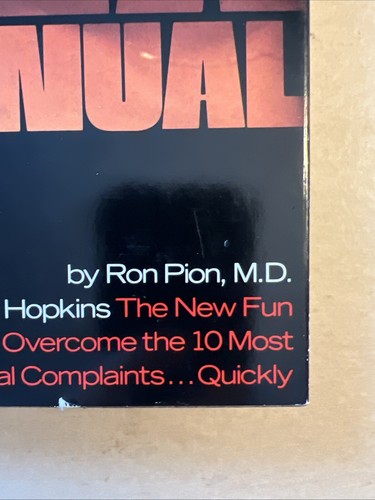 NUAL
by Ron Pion, M.D.
Hopkins The New Fun
Overcome the 10 Most
al Complaints... Quickly